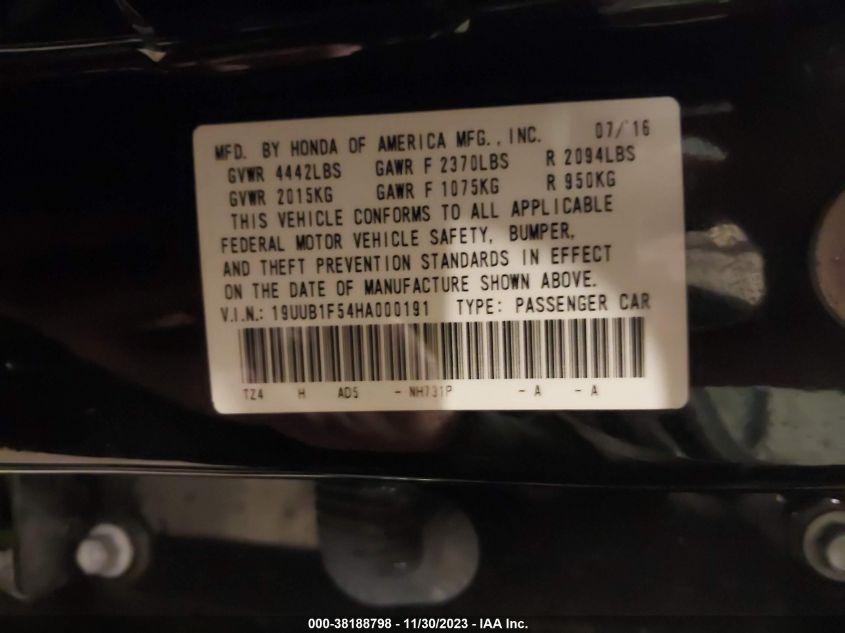 MFD. BY HONDA OF AMERICA MFG., INC. 07/16
GVWR 4442LBS GAWR F 2370LBS R 2094LBS
GVWR 2015KG GAWR F 1075KG R 950KG
THIS VEHICLE CONFORMS TO ALL APPLICABLE
FEDERAL MOTOR VEHICLE SAFETY, BUMPER,
AND THEFT PREVENTION STANDARDS IN EFFECT
ON THE DATE OF MANUFACTURE SHOWN ABOVE.
V.I.N.: 19UUB1F54HA000191 TYPE: PASSENGER CAR
TZ4 H AD5 - NH731P - A - A
000-38188798 - 11/30/2023 - IAA Inc.